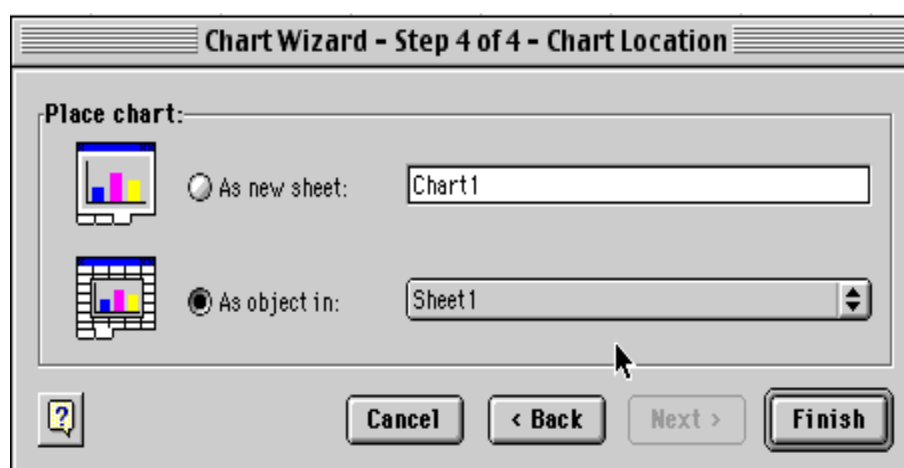 Chart Wizard - Step 4 of 4 - Chart Location
Place chart:
As new sheet: Chart1
As object in: Sheet1
? Cancel < Back Next > Finish